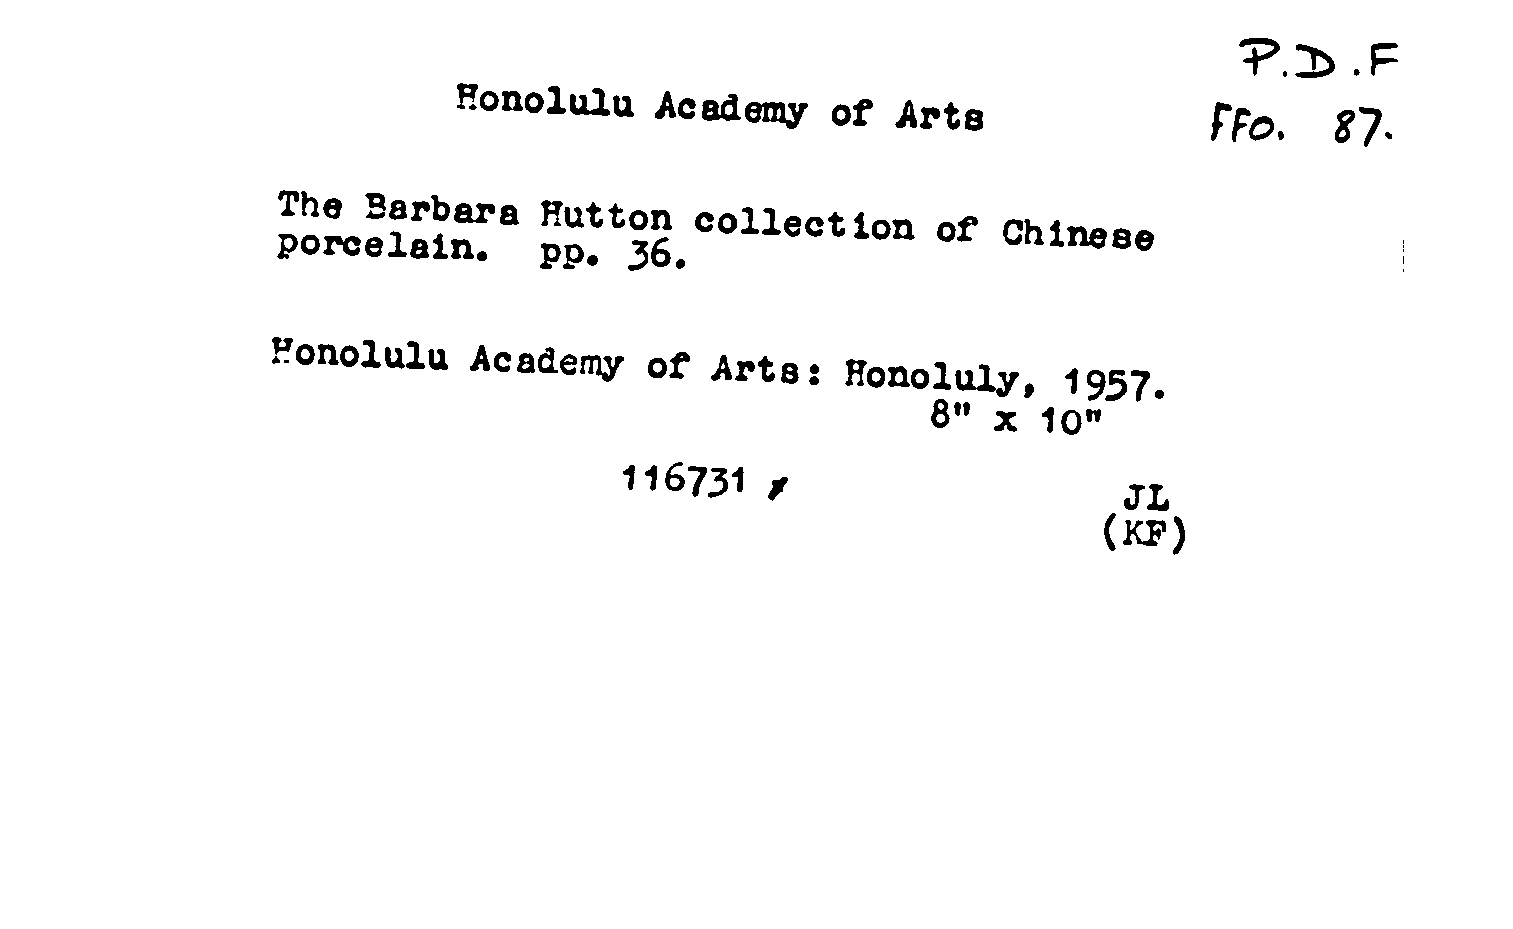 P.D.F
Honolulu Academy of Arts
FFO. 87.
The Barbara Hutton collection of Chinese
porcelain. pp. 36.
Honolulu Academy of Arts: Honoluly, 1957.
8" x 10"
116731
JL
(KF)